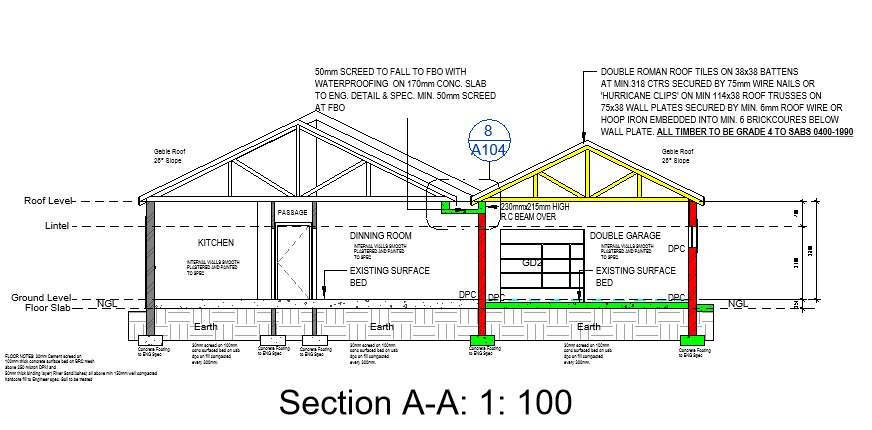 50mm SCREED TO FALL TO FBO WITH
WATERPROOFING ON 170mm CONC. SLAB
TO ENG. DETAIL & SPEC. MIN. 50mm SCREED
AT FBO
DOUBLE ROMAN ROOF TILES ON 38x38 BATTENS
AT MIN.318 CTRS SECURED BY 75mm WIRE NAILS OR
'HURRICANE CLIPS' ON MIN 114x38 ROOF TRUSSES ON
75x38 WALL PLATES SECURED BY MIN. 6mm ROOF WIRE OR
HOOP IRON EMBEDDED INTO MIN. 6 BRICKCOURES BELOW
WALL PLATE. ALL TIMBER TO BE GRADE 4 TO SABS 0400-1990
8
A104
Gable Roof
26° Slope
Gable Roof
26° Slope
Roof Level
Lintel
Ground Level
Floor Slab
NGL
PASSAGE
230mmx215mm HIGH
R.C BEAM OVER
KITCHEN
INTERNAL WALLS SMOOTH
PLASTERED AND PAINTED
TO SPEC
DINNING ROOM
INTERNAL WALLS SMOOTH
PLASTERED AND PAINTED
TO SPEC
DOUBLE GARAGE
INTERNAL WALLS SMOOTH
PLASTERED AND PAINTED
TO SPEC
DPC
GD2
EXISTING SURFACE
BED
EXISTING SURFACE
BED
DPC
DPC
DPC
NGL
Earth
Earth
Earth
Concrete Footing
to ENG Spec
30mm screed on 100mm
conc surfaced bed on usb
dpc on fill compacted
every 300mm.
Concrete Footing
to ENG Spec
Concrete Footing
to ENG Spec
30mm screed on 100mm
conc surfaced bed on usb
dpc on fill compacted
every 300mm.
Concrete Footing
to ENG Spec
30mm screed on 100mm
conc surfaced bed on usb
dpc on fill compacted
every 300mm.
Concrete Footing
to ENG Spec
FLOOR NOTES: 30mm Cement screed on
100mm thick concrete surface bed on BRC mesh
above 250 micron DPM and
50mm thick binding layer( River Sand/Ashes) all above min 150mm well compacted
hardcore fill to Engineer spec. Soil to be treated
Section A-A: 1: 100